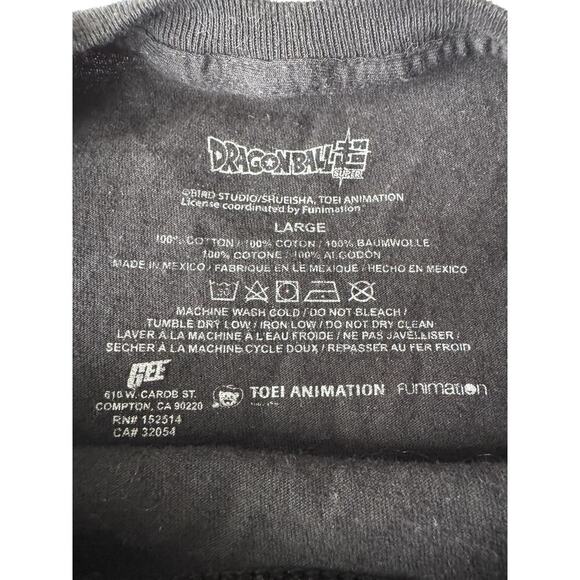 DRAGONBALL超
SUPER
©BIRD STUDIO/SHUEISHA, TOEI ANIMATION
License coordinated by Funimation
LARGE
100% COTTON / 100% COTON / 100% BAUMWOLLE
100% COTONE / 100% ALGODÓN
MADE IN MEXICO / FABRIQUE EN LE MEXIQUE / HECHO EN MEXICO
MACHINE WASH COLD / DO NOT BLEACH /
TUMBLE DRY LOW / IRON LOW / DO NOT DRY CLEAN
LAVER À LA MACHINE À L'EAU FROIDE / NE PAS JAVELLISER /
SÉCHER À LA MACHINE CYCLE DOUX / REPASSER AU FER FROID
GEE
610 W. CAROB ST.
COMPTON, CA 90220
RN# 152514
CA# 32054
TOEI ANIMATION
FUNIMATION